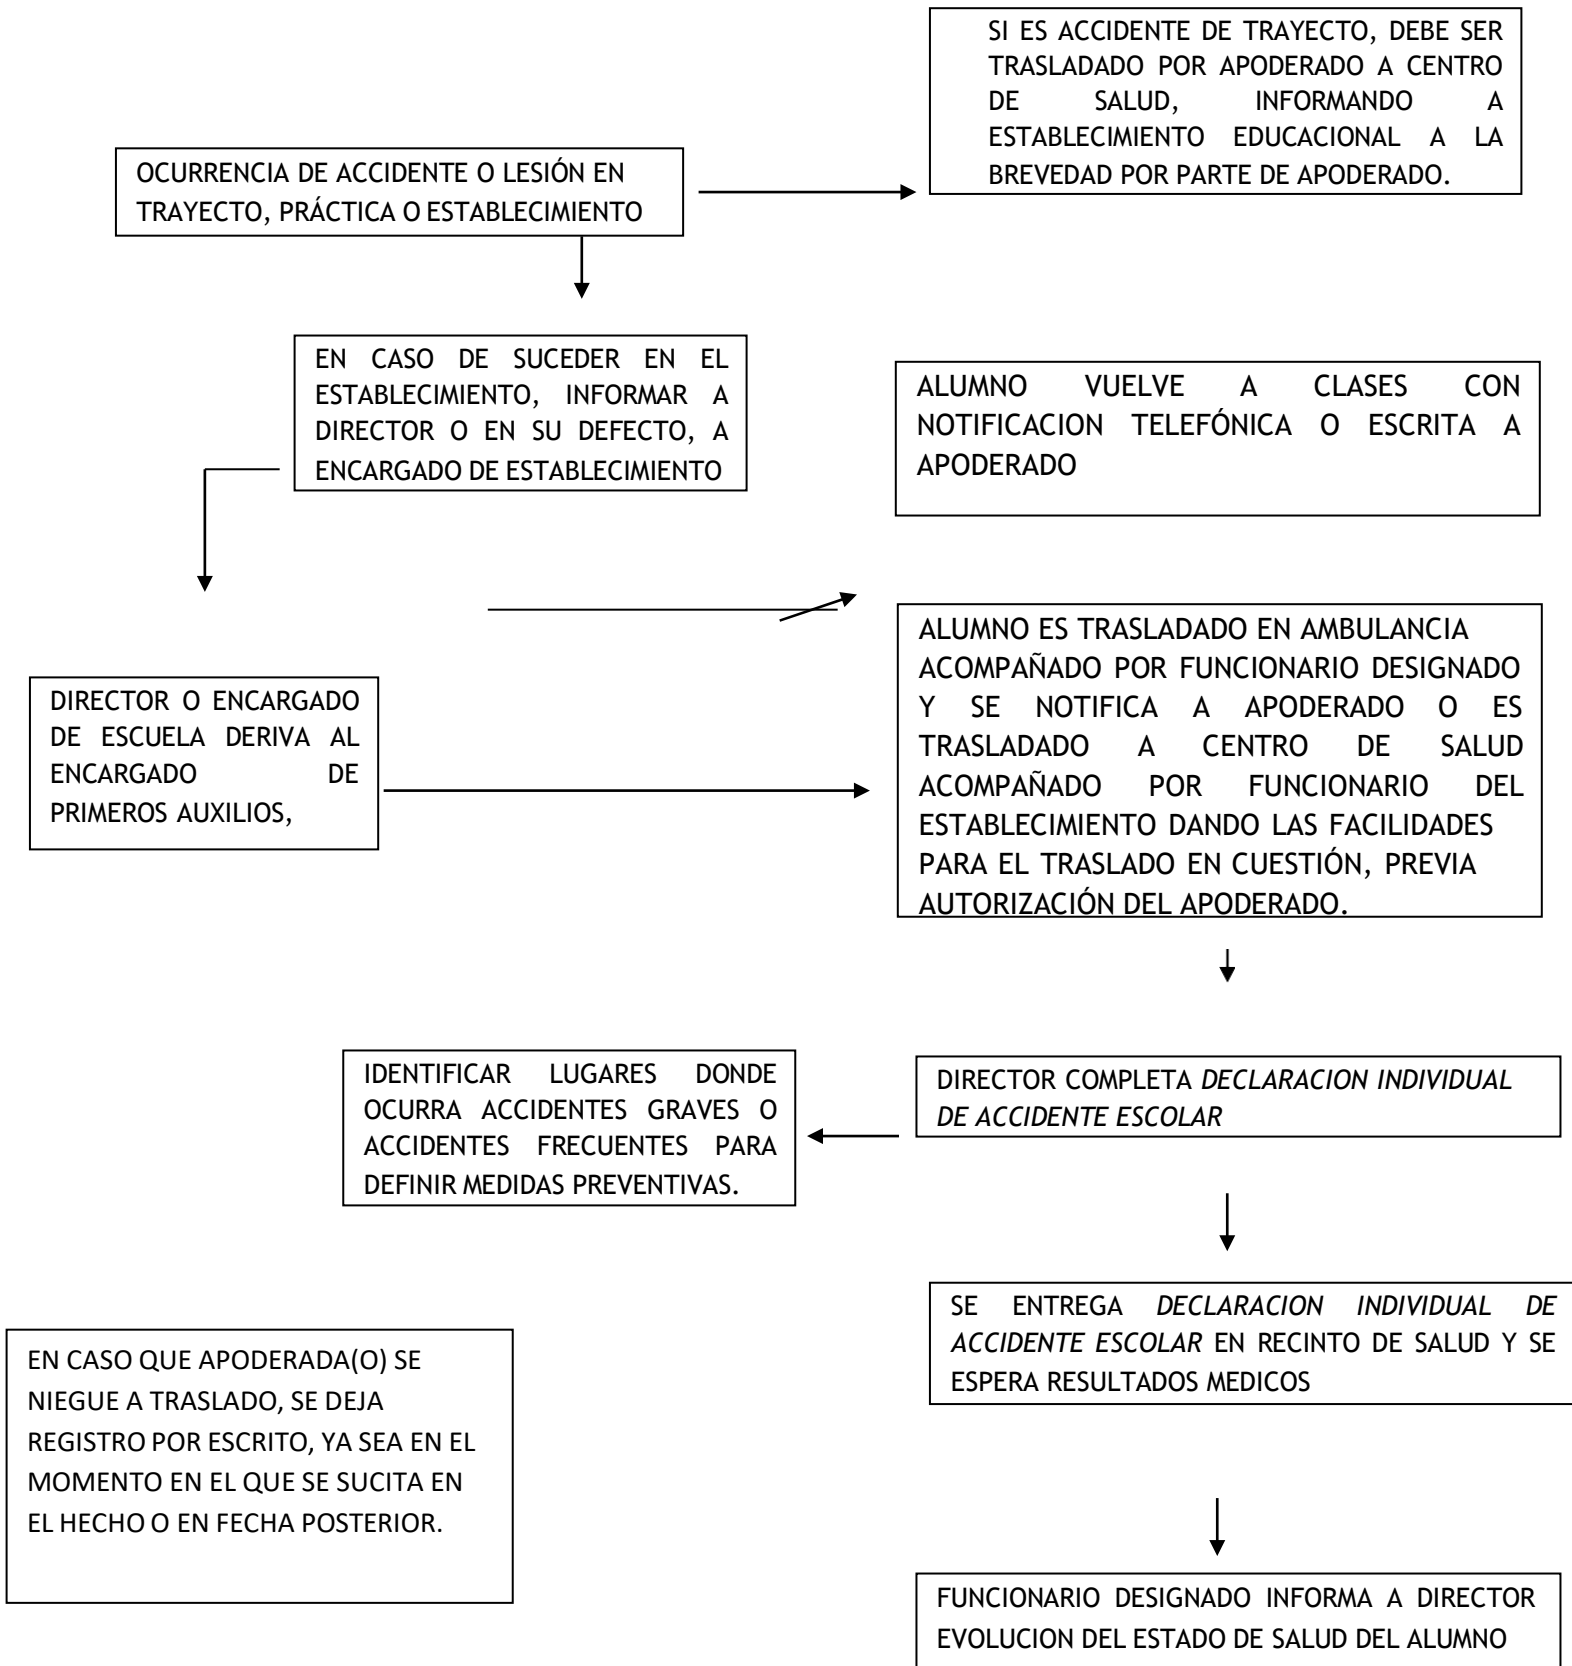 SI ES ACCIDENTE DE TRAYECTO, DEBE SER
TRASLADADO POR APODERADO A CENTRO
DE SALUD, INFORMANDO A
ESTABLECIMIENTO EDUCACIONAL A LA
BREVEDAD POR PARTE DE APODERADO.
OCURRENCIA DE ACCIDENTE O LESIÓN EN
TRAYECTO, PRÁCTICA O ESTABLECIMIENTO
EN CASO DE SUCEDER EN EL
ESTABLECIMIENTO, INFORMAR A
DIRECTOR O EN SU DEFECTO, A
ENCARGADO DE ESTABLECIMIENTO
ALUMNO VUELVE A CLASES CON
NOTIFICACION TELEFÓNICA O ESCRITA A
APODERADO
DIRECTOR O ENCARGADO
DE ESCUELA DERIVA AL
ENCARGADO DE
PRIMEROS AUXILIOS,
ALUMNO ES TRASLADADO EN AMBULANCIA
ACOMPAÑADO POR FUNCIONARIO DESIGNADO
Y SE NOTIFICA A APODERADO O ES
TRASLADADO A CENTRO DE SALUD
ACOMPAÑADO POR FUNCIONARIO DEL
ESTABLECIMIENTO DANDO LAS FACILIDADES
PARA EL TRASLADO EN CUESTIÓN, PREVIA
AUTORIZACIÓN DEL APODERADO.
IDENTIFICAR LUGARES DONDE
OCURRA ACCIDENTES GRAVES O
ACCIDENTES FRECUENTES PARA
DEFINIR MEDIDAS PREVENTIVAS.
DIRECTOR COMPLETA DECLARACION INDIVIDUAL
DE ACCIDENTE ESCOLAR
SE ENTREGA DECLARACION INDIVIDUAL DE
ACCIDENTE ESCOLAR EN RECINTO DE SALUD Y SE
ESPERA RESULTADOS MEDICOS
EN CASO QUE APODERADA(O) SE
NIEGUE A TRASLADO, SE DEJA
REGISTRO POR ESCRITO, YA SEA EN EL
MOMENTO EN EL QUE SE SUCITA EN
EL HECHO O EN FECHA POSTERIOR.
FUNCIONARIO DESIGNADO INFORMA A DIRECTOR
EVOLUCION DEL ESTADO DE SALUD DEL ALUMNO